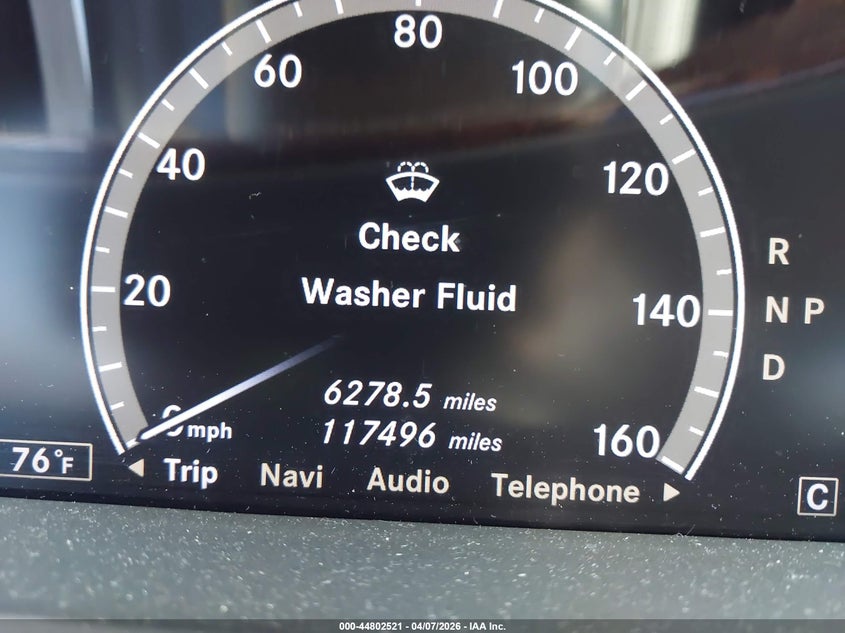 80
60
100
40
120
Check
R
20
Washer Fluid
140
N P
D
6278.5 miles
0 mph
117496 miles
160
76°F
Trip Navi Audio Telephone
C
000-44802521 - 04/07/2026 - IAA Inc.